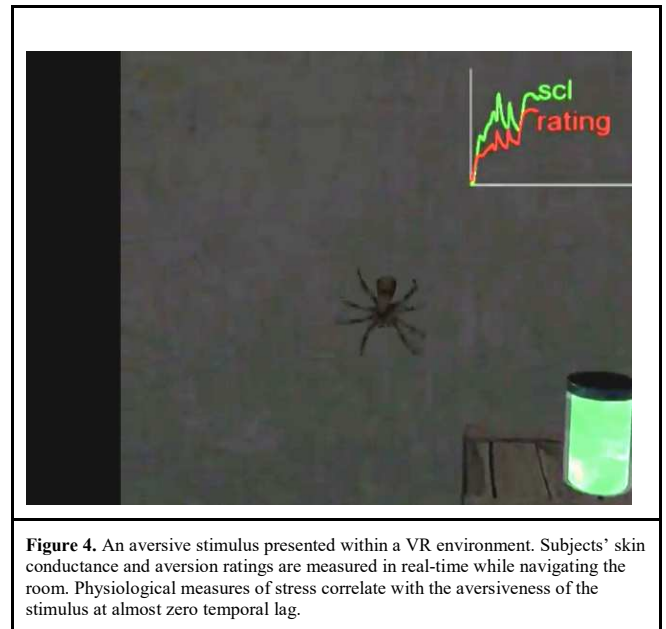 scl
rating
Figure 4. An aversive stimulus presented within a VR environment. Subjects’ skin
conductance and aversion ratings are measured in real-time while navigating the
room. Physiological measures of stress correlate with the aversiveness of the
stimulus at almost zero temporal lag.